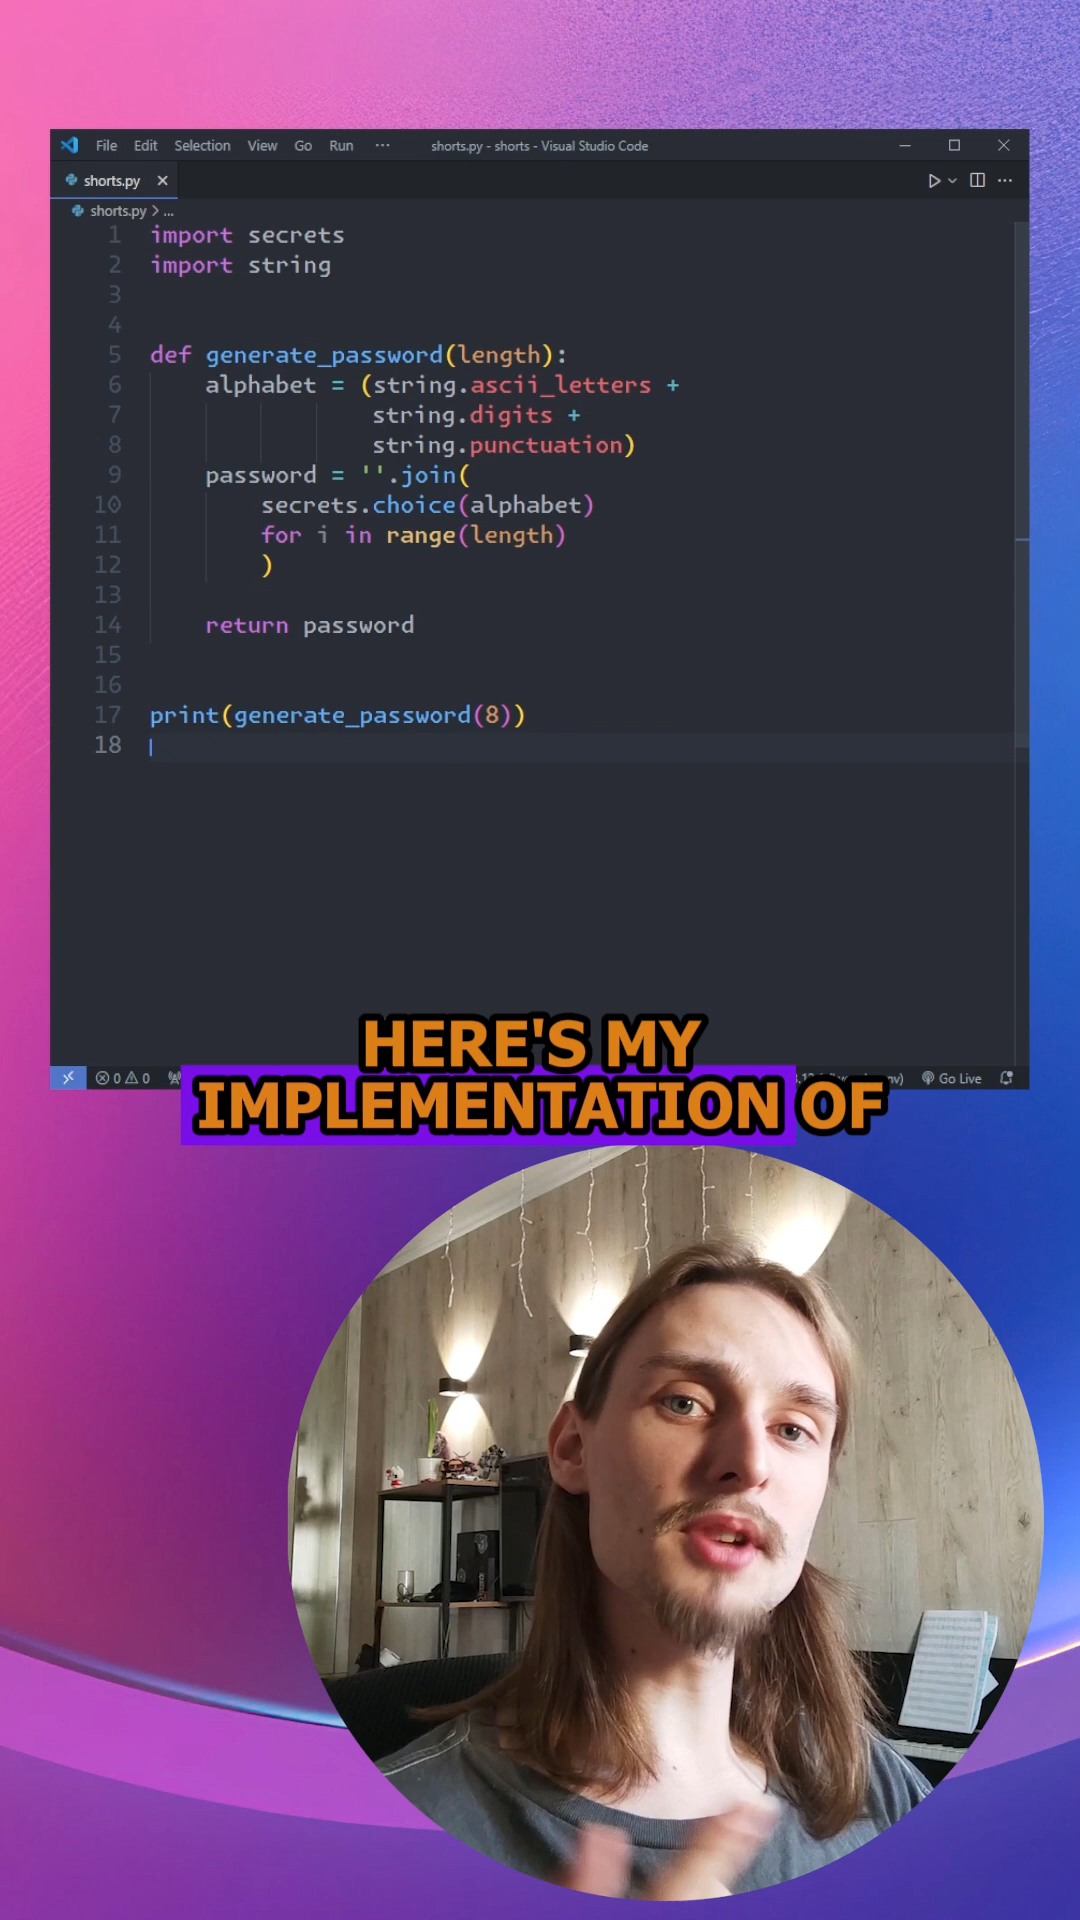 File Edit Selection View Go Run ··· shorts.py - shorts - Visual Studio Code
shorts.py
shorts.py > ...
1 import secrets
2 import string
3
4
5 def generate_password(length):
6 alphabet = (string.ascii_letters +
7 string.digits +
8 string.punctuation)
9 password = ''.join(
10 secrets.choice(alphabet)
11 for i in range(length)
12 )
13
14 return password
15
16
17 print(generate_password(8))
18
HERE'S MY
0 0 Go Live
IMPLEMENTATION OF